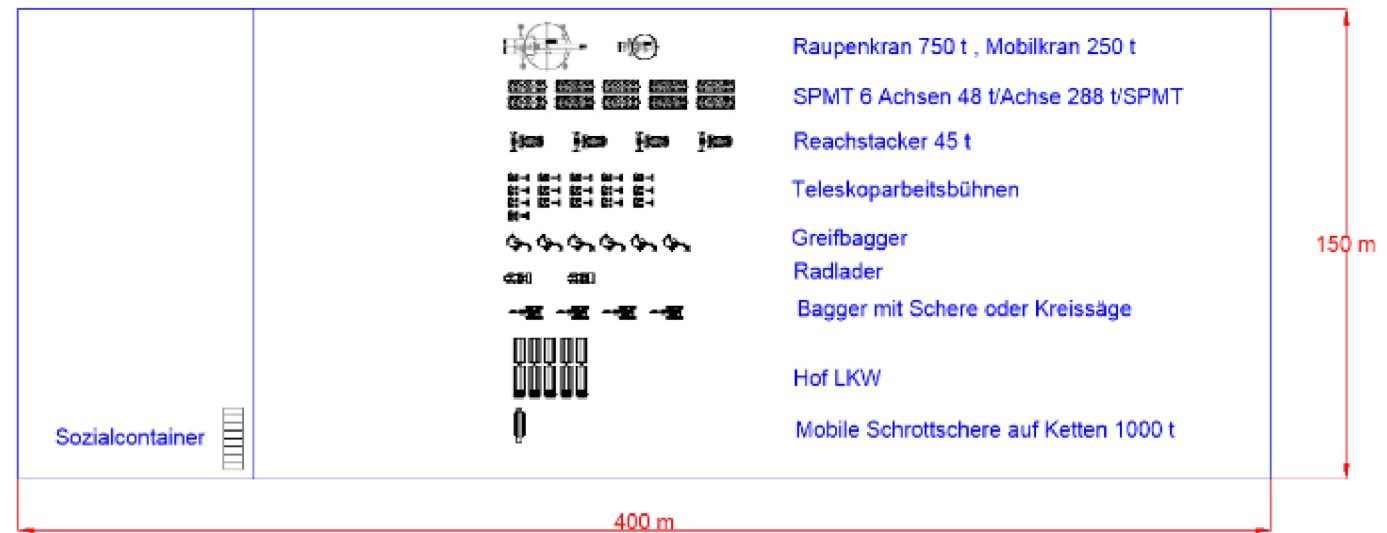 Raupenkran 750 t , Mobilkran 250 t
SPMT 6 Achsen 48 t/Achse 288 t/SPMT
Reachstacker 45 t
Teleskoparbeitsbühnen
Greifbagger
150 m
Radlader
Bagger mit Schere oder Kreissäge
Hof LKW
Sozialcontainer
Mobile Schrottschere auf Ketten 1000 t
400 m